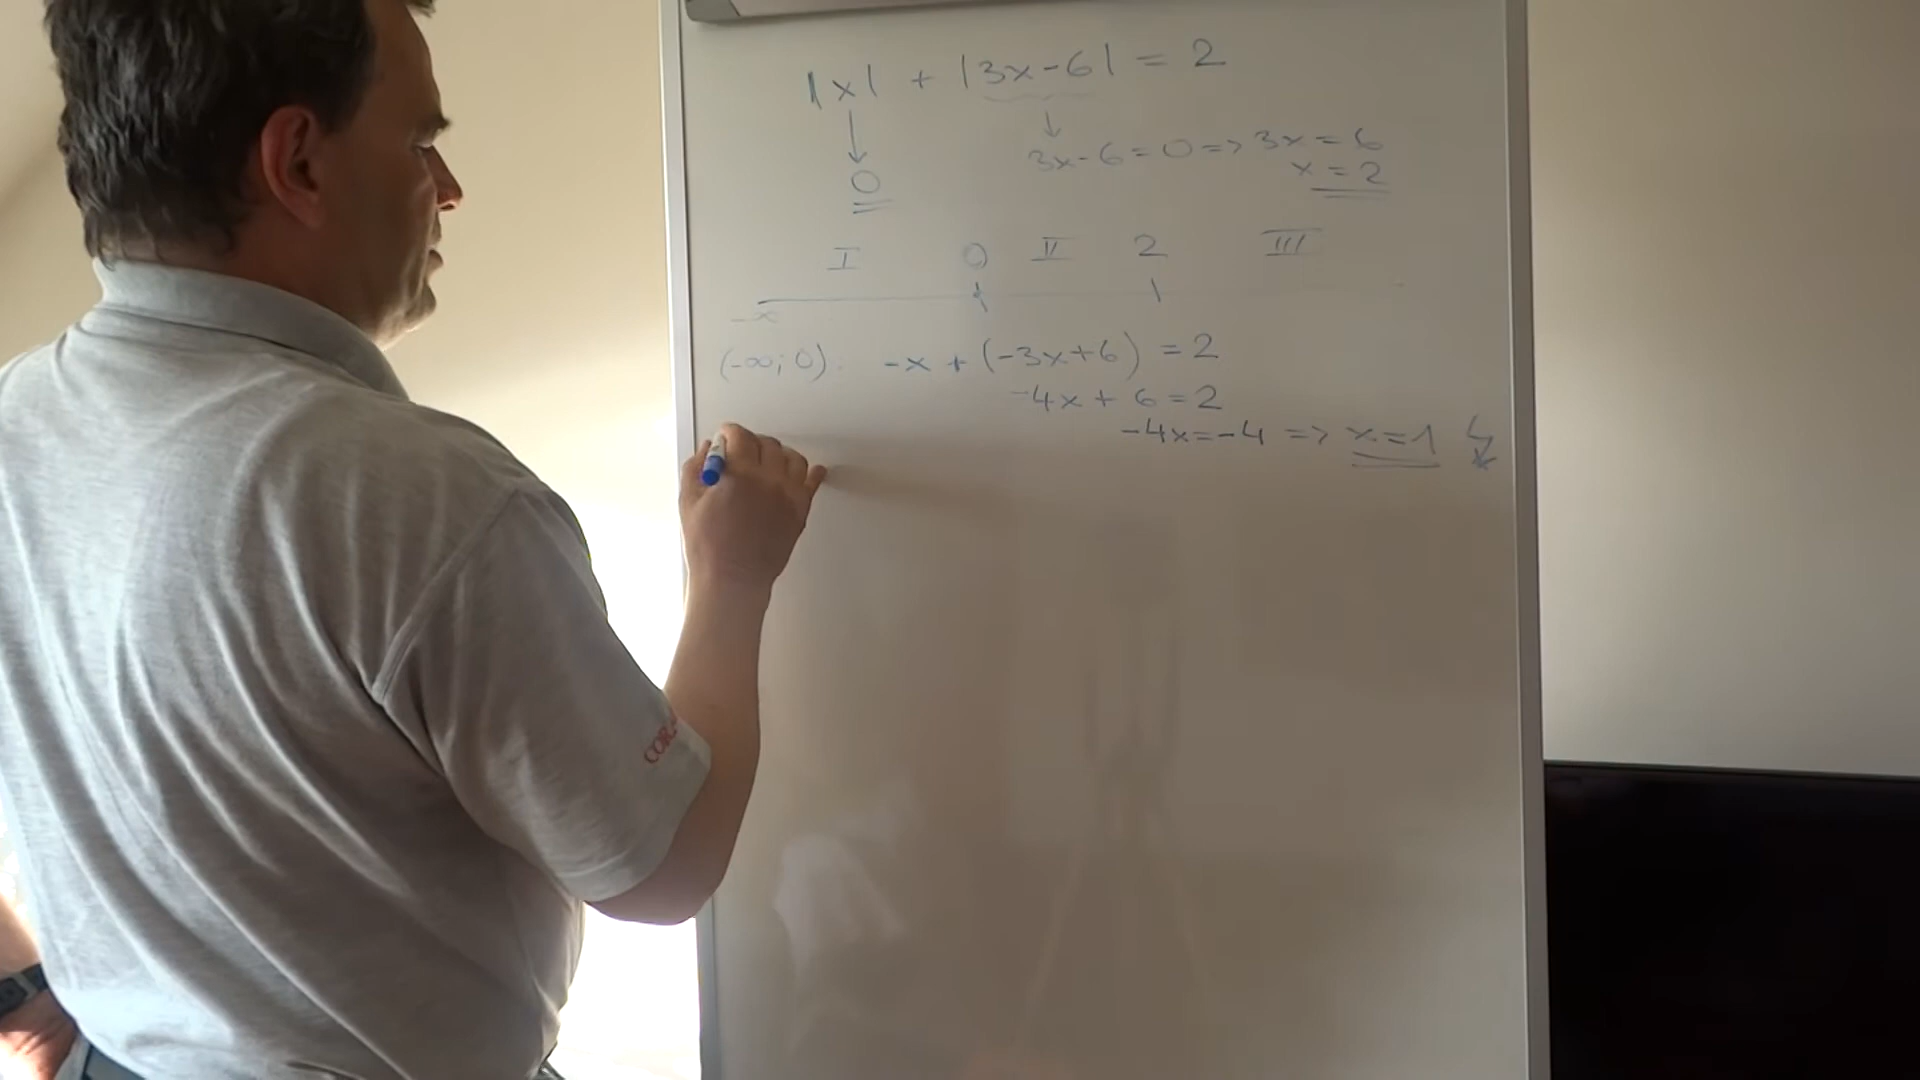 |x| + |3x-6| = 2
↓ ↓
0 3x-6=0 => 3x=6
x=2
I 0 II 2 III
-∞
(-∞; 0): -x + (-3x+6) = 2
-4x + 6 = 2
-4x=-4 => x=1 ↯
COR